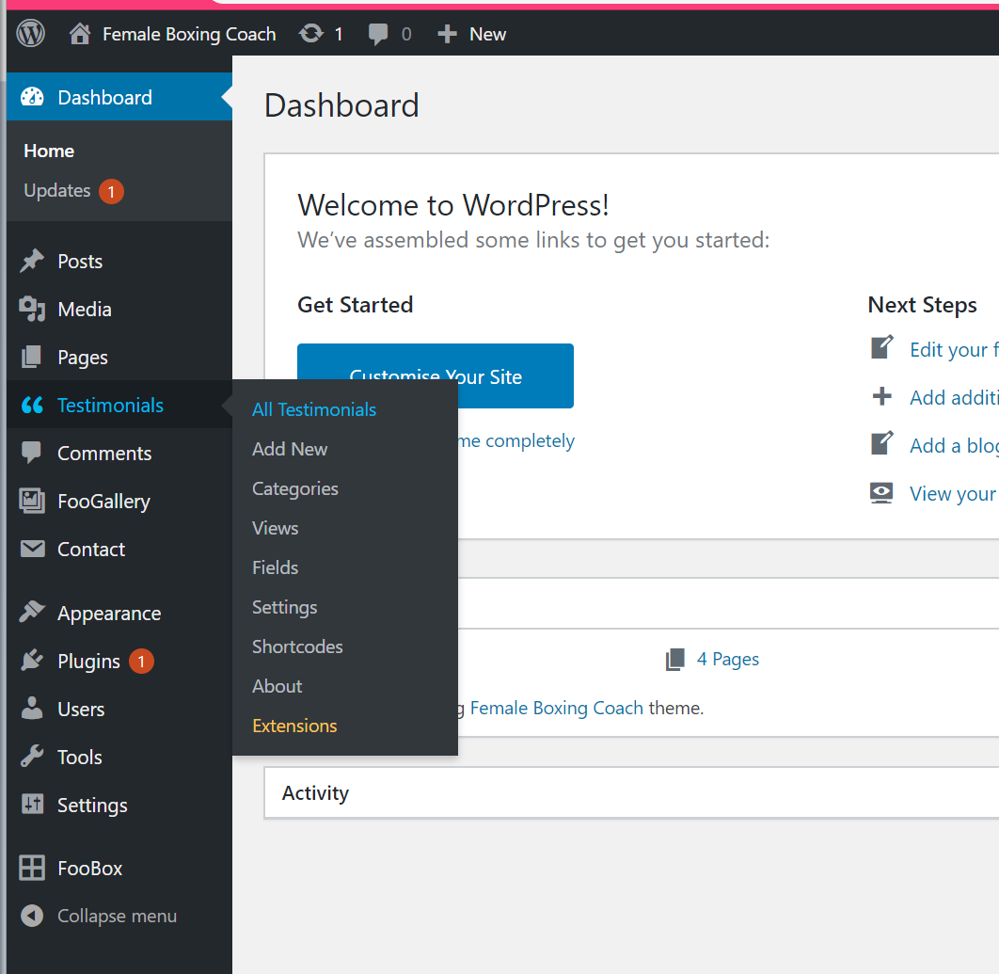 Female Boxing Coach 1 0 New
Dashboard
Home
Updates 1
Posts
Media
Pages
Testimonials
Comments
FooGallery
Contact
Appearance
Plugins 1
Users
Tools
Settings
FooBox
Collapse menu
All Testimonials
Add New
Categories
Views
Fields
Settings
Shortcodes
About
Extensions
Dashboard
Welcome to WordPress!
We’ve assembled some links to get you started:
Get Started
Customise Your Site
me completely
Next Steps
Edit your f
Add additi
Add a blog
View your
4 Pages
g Female Boxing Coach theme.
Activity